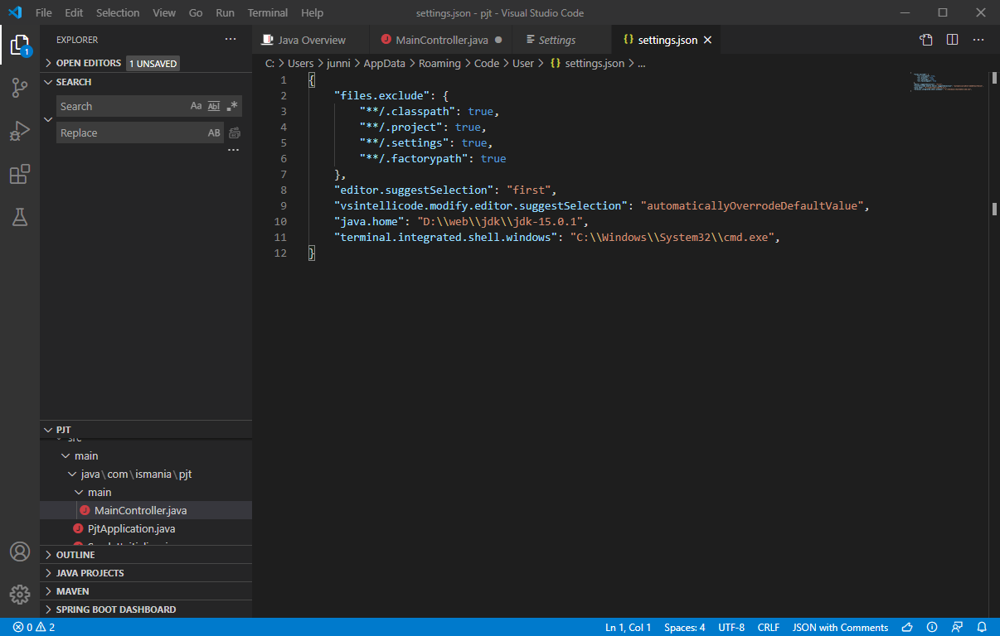 File Edit Selection View Go Run Terminal Help settings.json - pjt - Visual Studio Code
EXPLORER
1
OPEN EDITORS 1 UNSAVED
SEARCH
Search Aa Abl .*
Replace AB
PJT
src
main
java\com\ismania\pjt
main
MainController.java
PjtApplication.java
OUTLINE
JAVA PROJECTS
MAVEN
SPRING BOOT DASHBOARD
Java Overview MainController.java Settings {} settings.json
C: > Users > junni > AppData > Roaming > Code > User > {} settings.json > ...
1 {
2 "files.exclude": {
3 "**/.classpath": true,
4 "**/.project": true,
5 "**/.settings": true,
6 "**/.factorypath": true
7 },
8 "editor.suggestSelection": "first",
9 "vsintellicode.modify.editor.suggestSelection": "automaticallyOverrodeDefaultValue",
10 "java.home": "D:\\web\\jdk\\jdk-15.0.1",
11 "terminal.integrated.shell.windows": "C:\\Windows\\System32\\cmd.exe",
12 }
0 2 Ln 1, Col 1 Spaces: 4 UTF-8 CRLF JSON with Comments